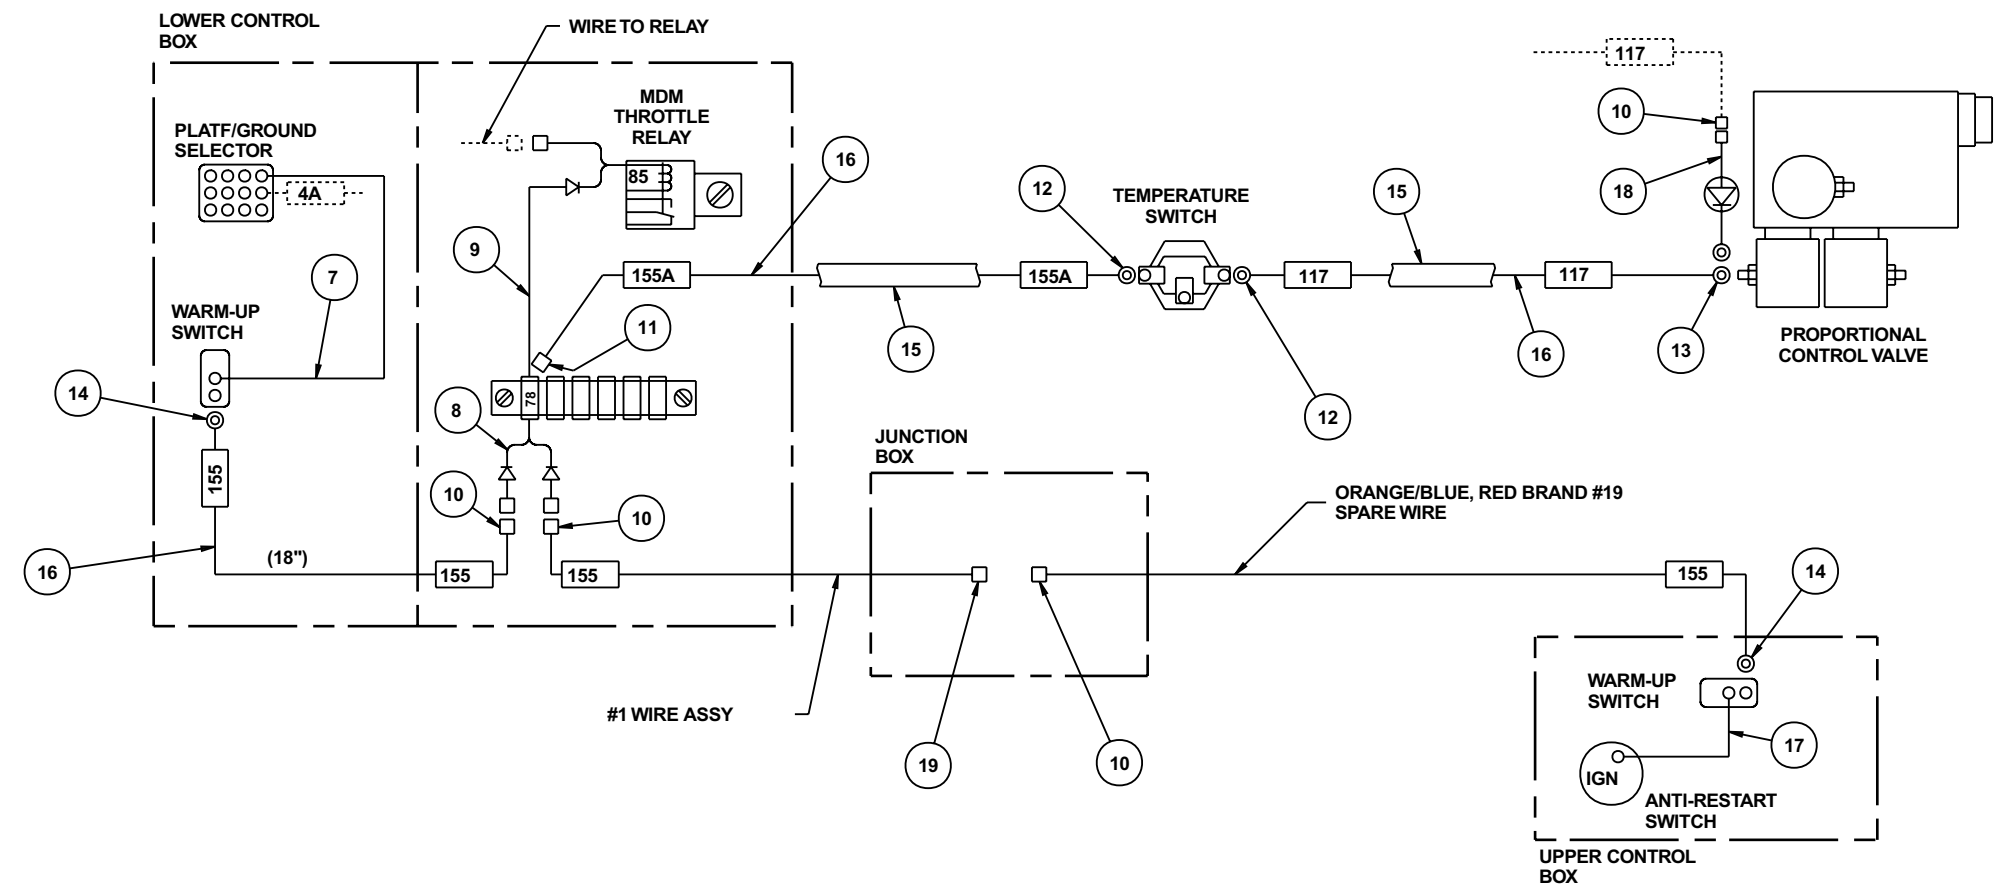 LOWER CONTROL
BOX
WIRE TO RELAY
PLATF/GROUND
SELECTOR
4A
MDM
THROTTLE
RELAY
85
16
9
7
155A
15
155A
12
TEMPERATURE
SWITCH
12
117
15
117
16
117
10
18
13
PROPORTIONAL
CONTROL VALVE
WARM-UP
SWITCH
14
155
16
(18")
11
78
8
10
10
155
155
#1 WIRE ASSY
JUNCTION
BOX
19
10
ORANGE/BLUE, RED BRAND #19
SPARE WIRE
155
14
WARM-UP
SWITCH
17
IGN
ANTI-RESTART
SWITCH
UPPER CONTROL
BOX